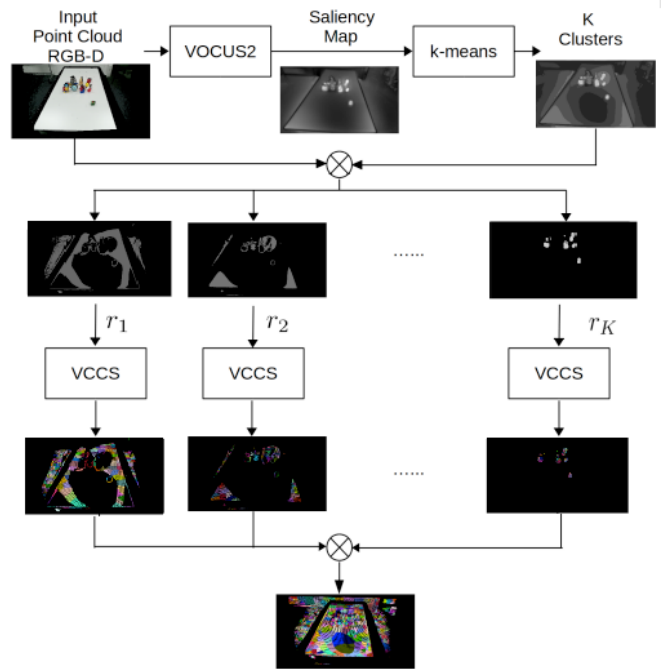 Input
Point Cloud
RGB-D
VOCUS2
Saliency
Map
k-means
K
Clusters
......
r1
r2
rK
VCCS
VCCS
VCCS
......